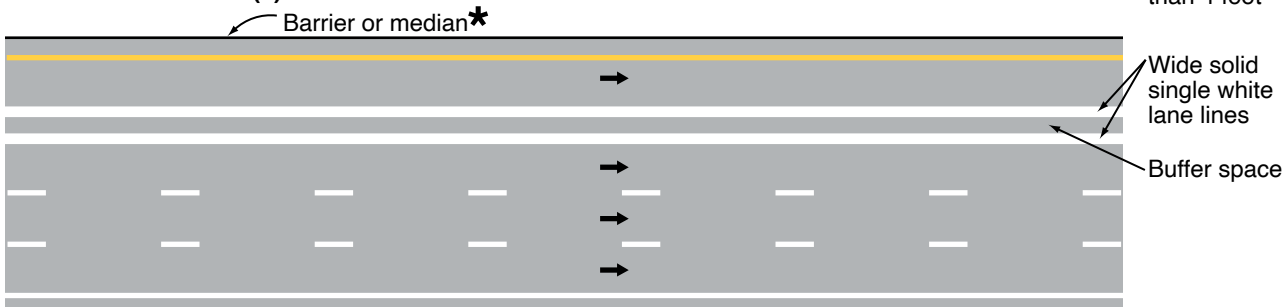 Barrier or median*
Wide solid
single white
lane lines
Buffer space